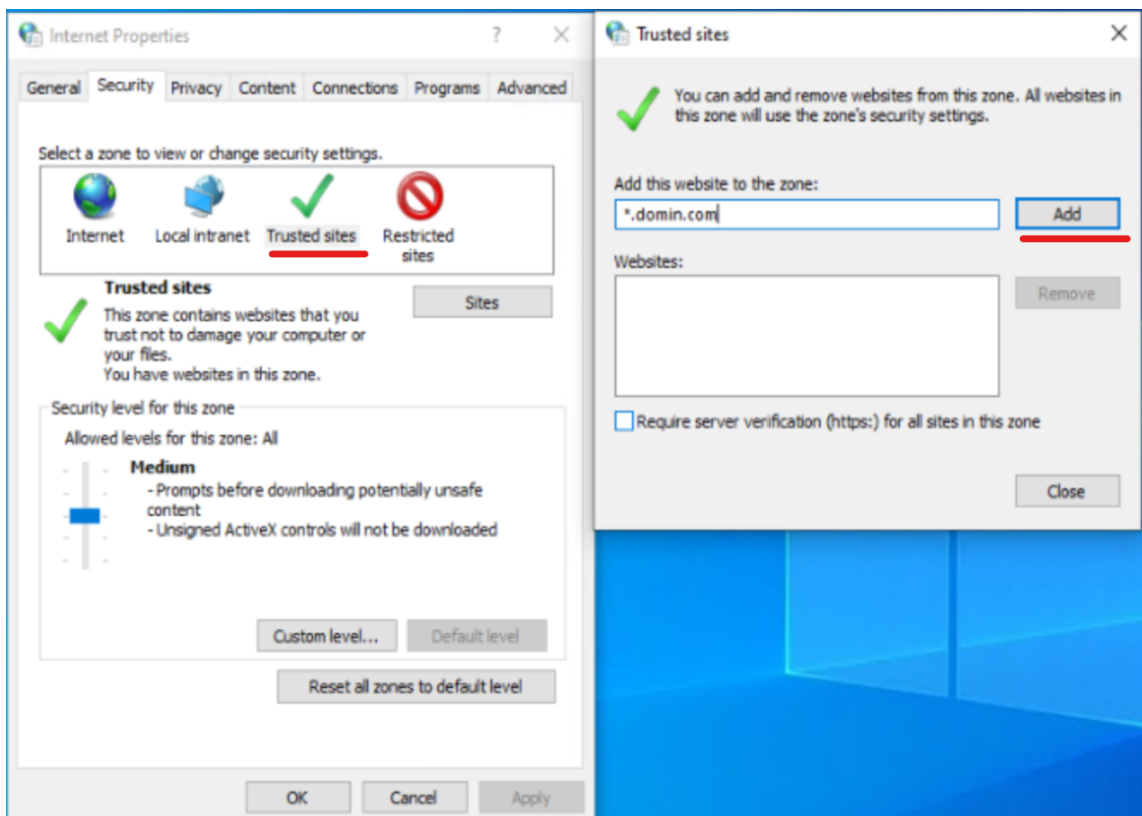 Internet Properties
?
General Security Privacy Content Connections Programs Advanced
Select a zone to view or change security settings.
Internet
Local intranet
Trusted sites
Restricted
sites
Trusted sites
Sites
This zone contains websites that you
trust not to damage your computer or
your files.
You have websites in this zone.
Security level for this zone
Allowed levels for this zone: All
Medium
- Prompts before downloading potentially unsafe
content
- Unsigned ActiveX controls will not be downloaded
Custom level...
Default level
Reset all zones to default level
OK
Cancel
Apply
Trusted sites
You can add and remove websites from this zone. All websites in
this zone will use the zone's security settings.
Add this website to the zone:
*.domin.com
Add
Websites:
Remove
Require server verification (https:) for all sites in this zone
Close